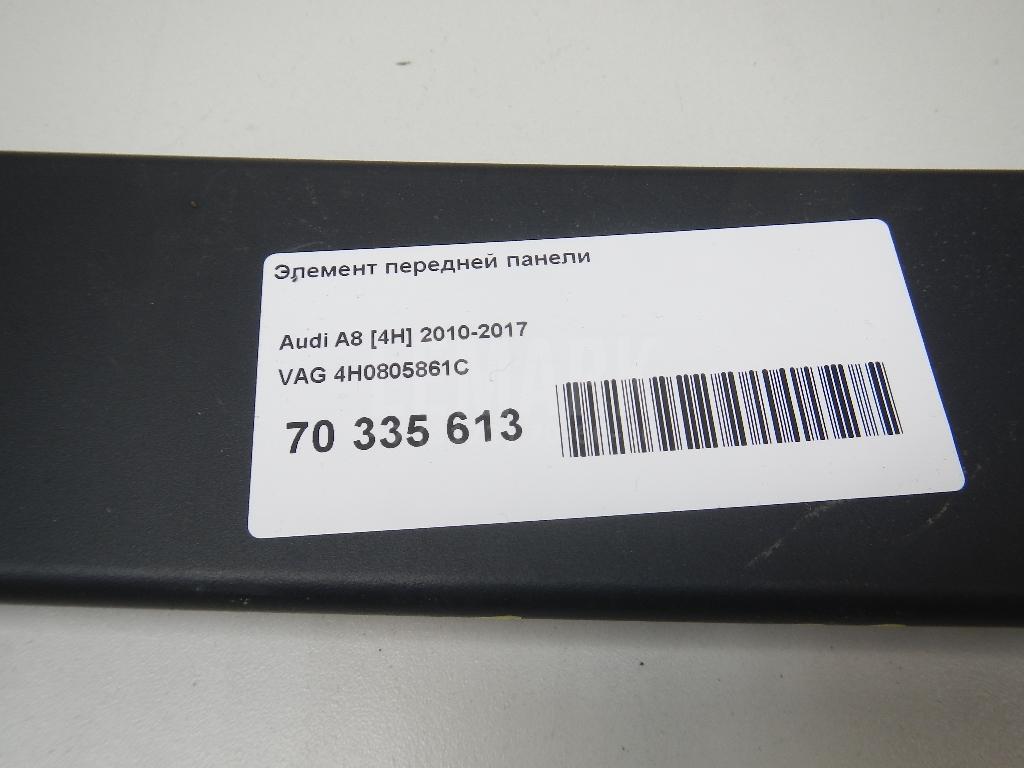 Элемент передней панели
Audi A8 [4H] 2010-2017
VAG 4H0805861C
70 335 613